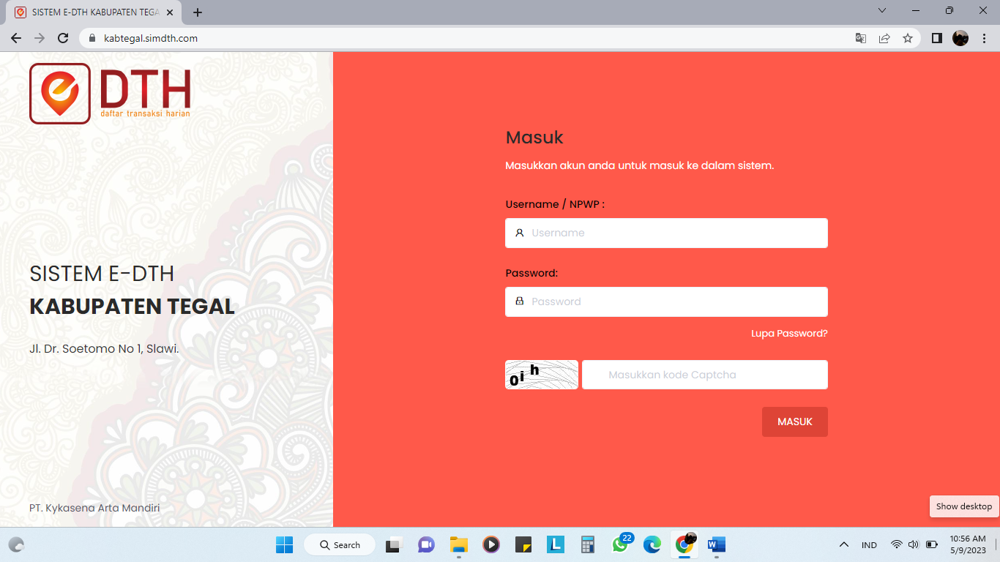 SISTEM E-DTH KABUPATEN TEGA
kabtegal.simdth.com
e DTH
daftar transaksi harian
SISTEM E-DTH
KABUPATEN TEGAL
Jl. Dr. Soetomo No 1, Slawi.
PT. Kykasena Arta Mandiri
Masuk
Masukkan akun anda untuk masuk ke dalam sistem.
Username / NPWP :
Username
Password:
Password
Lupa Password?
oih
Masukkan kode Captcha
MASUK
Show desktop
Search
L
22
W
IND
10:56 AM
5/9/2023